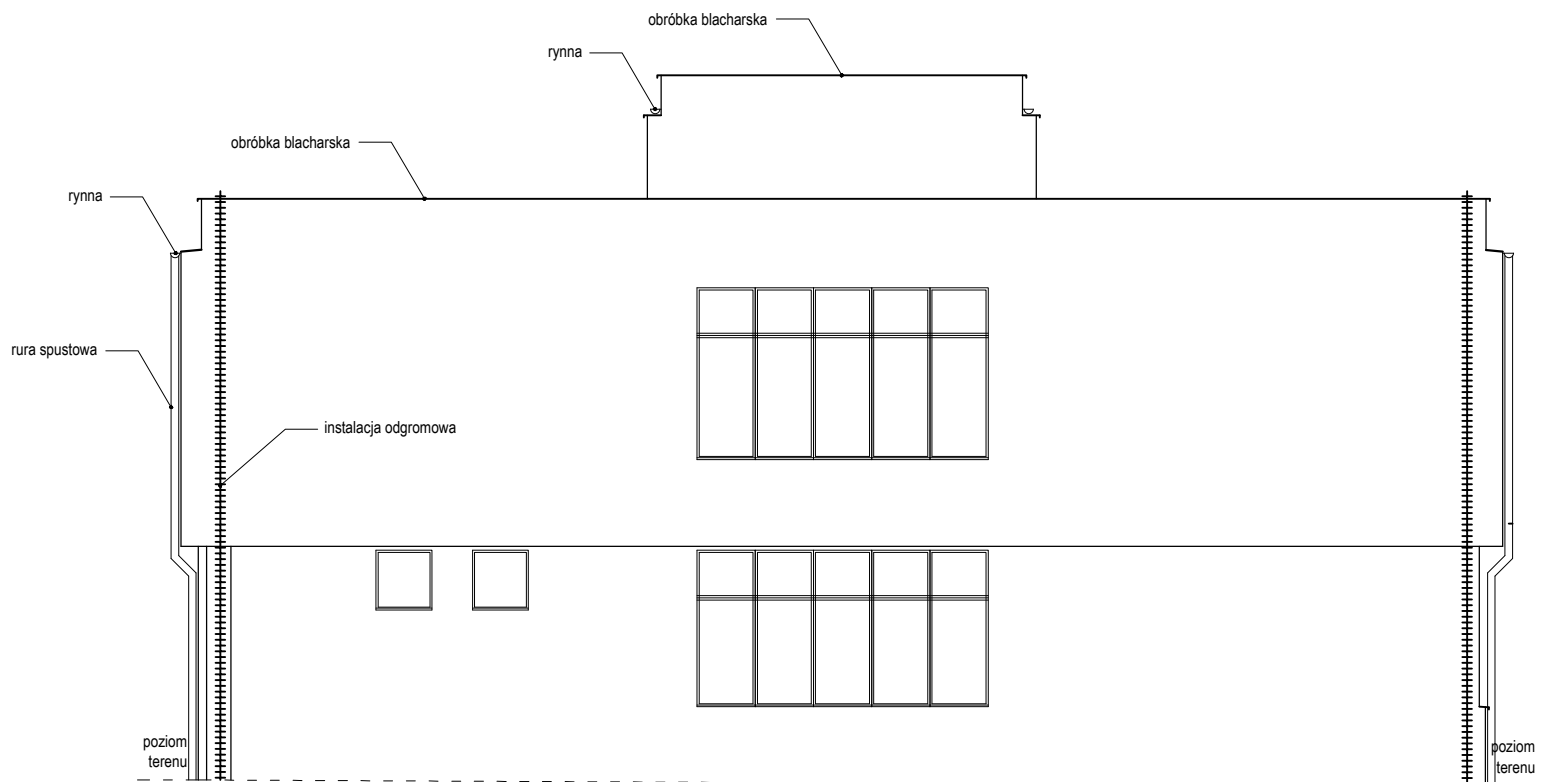 obróbka blacharska
rynna
obróbka blacharska
rynna
rura spustowa
instalacja odgromowa
poziom
terenu
poziom
terenu